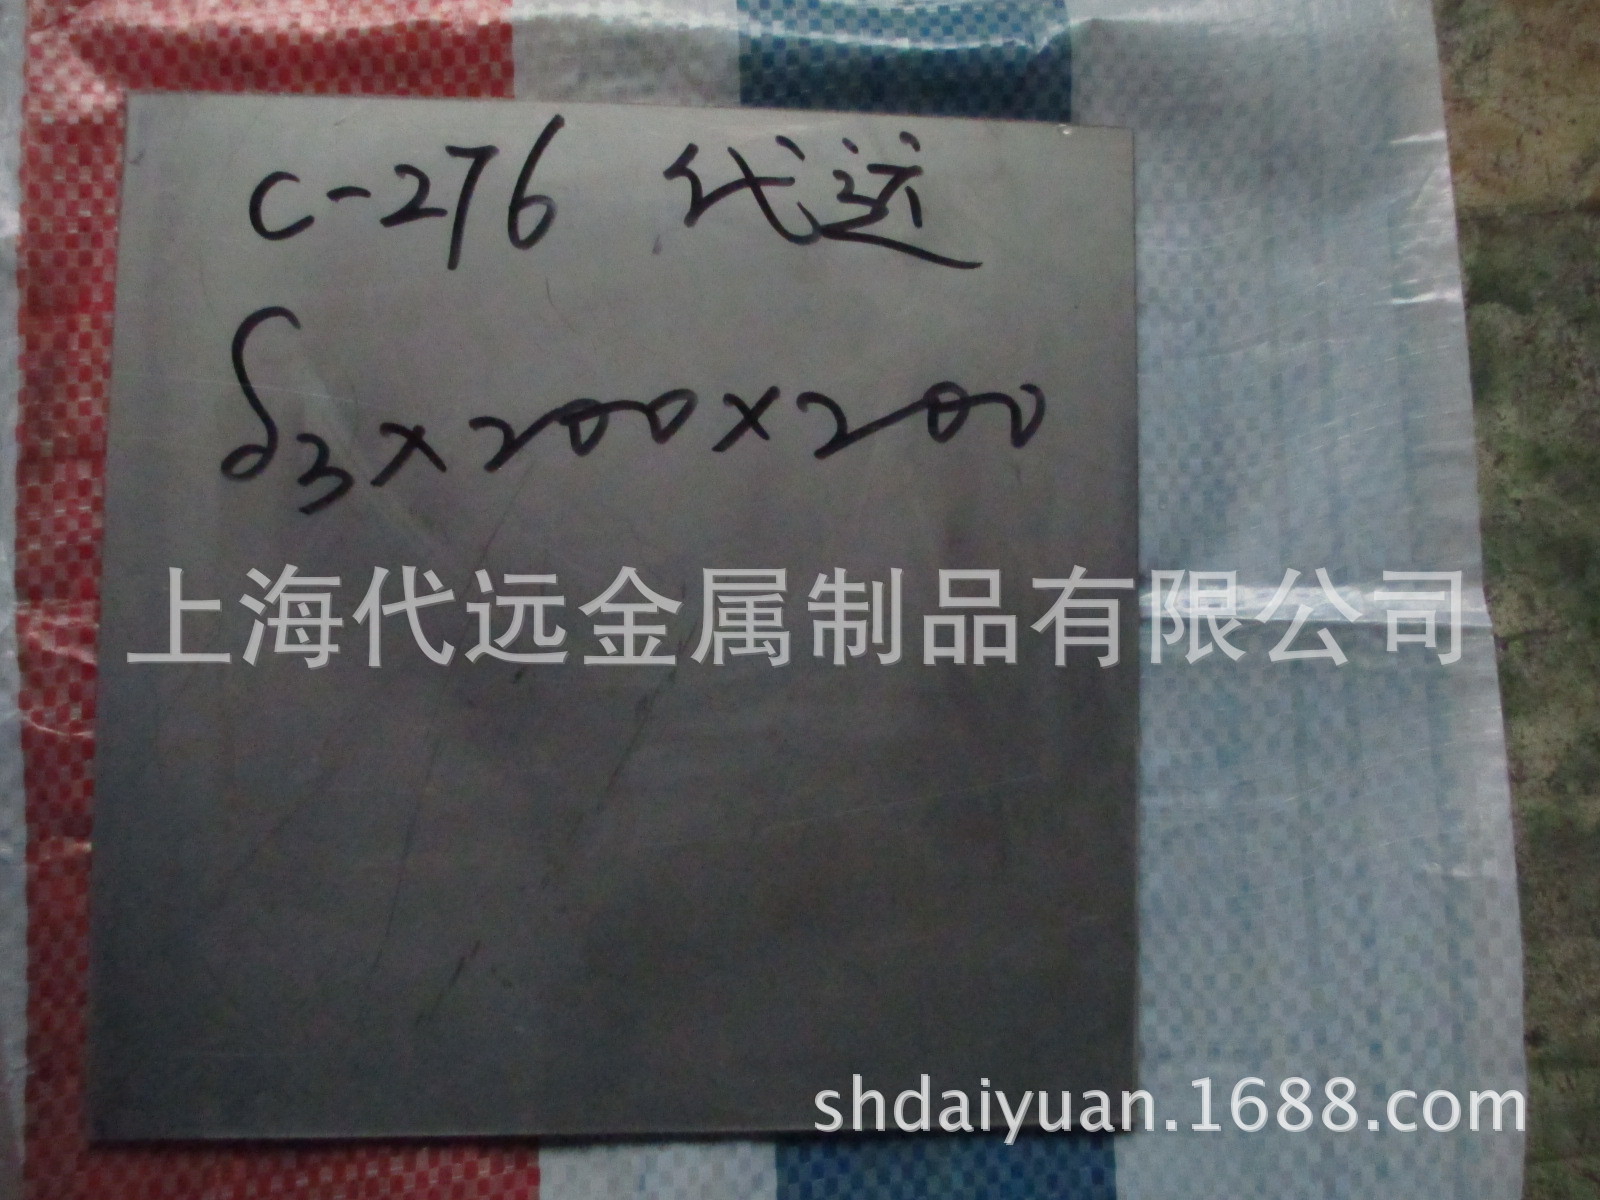 C-276 代远
δ3×200×200
上海代远金属制品有限公司
shdaiyuan.1688.com